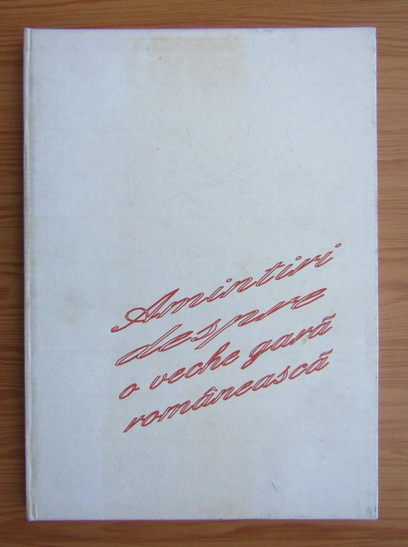 Amintiri
despre
o veche gară
românească